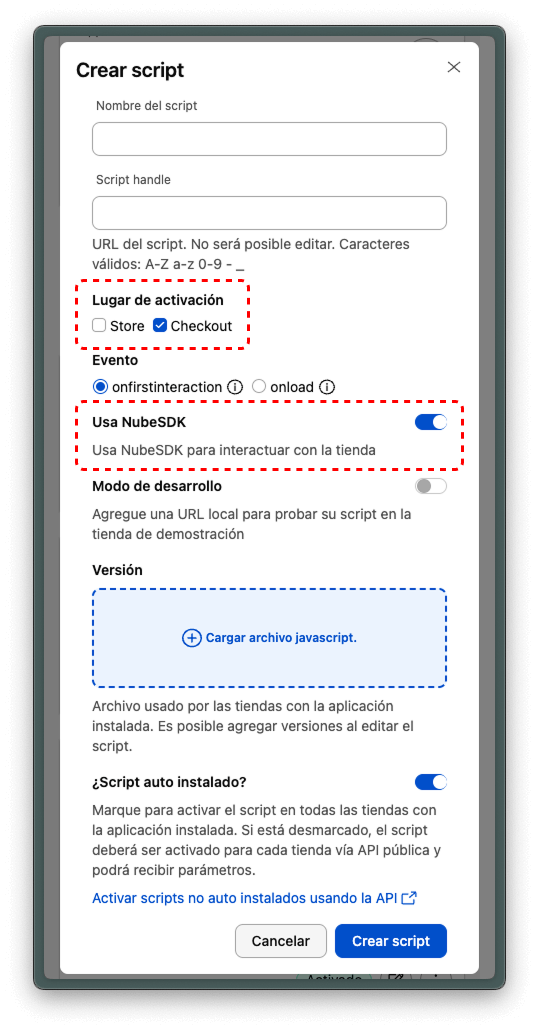 Crear script
Nombre del script
Script handle
URL del script. No será posible editar. Caracteres
válidos: A-Z a-z 0-9 - _
Lugar de activación
Store Checkout
Evento
onfirstinteraction onload
Usa NubeSDK
Usa NubeSDK para interactuar con la tienda
Modo de desarrollo
Agregue una URL local para probar su script en la
tienda de demostración
Versión
Cargar archivo javascript.
Archivo usado por las tiendas con la aplicación
instalada. Es posible agregar versiones al editar el
script.
¿Script auto instalado?
Marque para activar el script en todas las tiendas con
la aplicación instalada. Si está desmarcado, el script
deberá ser activado para cada tienda vía API pública y
podrá recibir parámetros.
Activar scripts no auto instalados usando la API
Cancelar Crear script
Activado